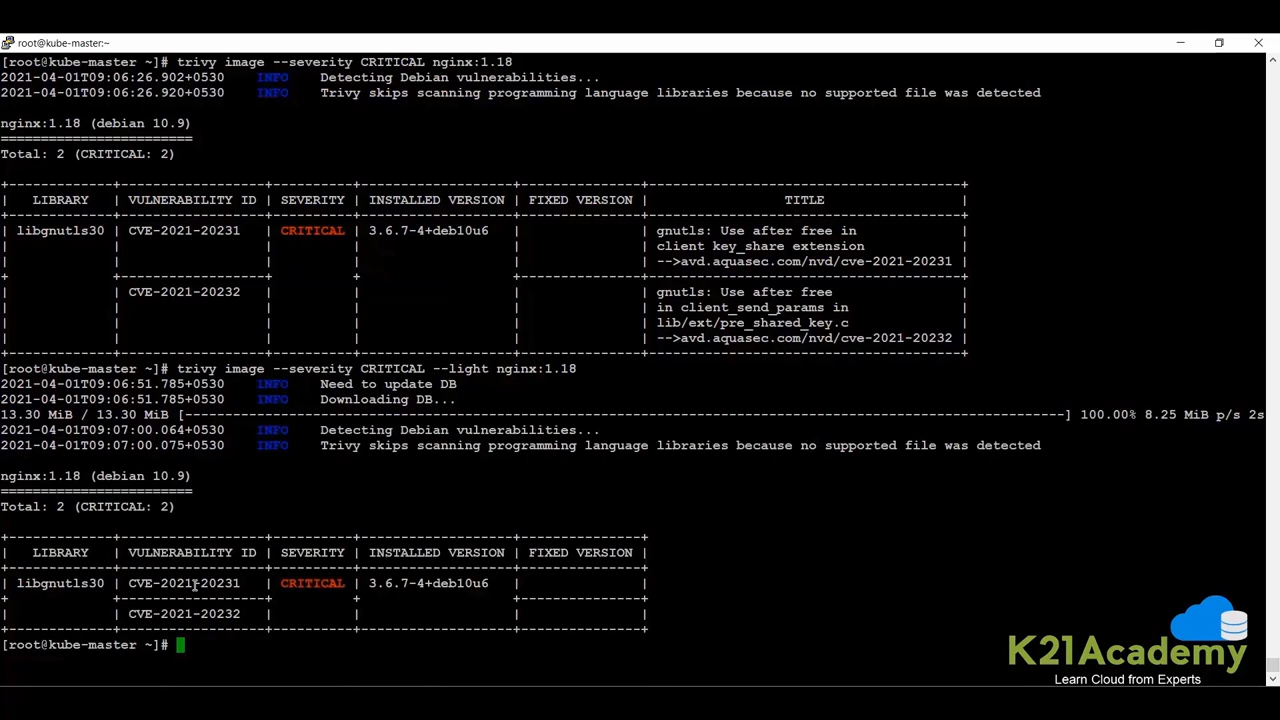 root@kube-master:~
[root@kube-master ~]# trivy image --severity CRITICAL nginx:1.18
2021-04-01T09:06:26.902+0530 INFO Detecting Debian vulnerabilities...
2021-04-01T09:06:26.920+0530 INFO Trivy skips scanning programming language libraries because no supported file was detected
nginx:1.18 (debian 10.9)
========================
Total: 2 (CRITICAL: 2)
| LIBRARY | VULNERABILITY ID | SEVERITY | INSTALLED VERSION | FIXED VERSION | TITLE |
| libgnutls30 | CVE-2021-20231 | CRITICAL | 3.6.7-4+deb10u6 | | gnutls: Use after free in |
| | | | | | client key_share extension |
| | | | | | -->avd.aquasec.com/nvd/cve-2021-20231 |
| | CVE-2021-20232 | | | | gnutls: Use after free |
| | | | | | in client_send_params in |
| | | | | | lib/ext/pre_shared_key.c |
| | | | | | -->avd.aquasec.com/nvd/cve-2021-20232 |
[root@kube-master ~]# trivy image --severity CRITICAL --light nginx:1.18
2021-04-01T09:06:51.785+0530 INFO Need to update DB
2021-04-01T09:06:51.785+0530 INFO Downloading DB...
13.30 MiB / 13.30 MiB [--------------------------------------------------------------------------------------------------------------] 100.00% 8.25 MiB p/s 2s
2021-04-01T09:07:00.064+0530 INFO Detecting Debian vulnerabilities...
2021-04-01T09:07:00.075+0530 INFO Trivy skips scanning programming language libraries because no supported file was detected
nginx:1.18 (debian 10.9)
========================
Total: 2 (CRITICAL: 2)
| LIBRARY | VULNERABILITY ID | SEVERITY | INSTALLED VERSION | FIXED VERSION |
| libgnutls30 | CVE-2021-20231 | CRITICAL | 3.6.7-4+deb10u6 | |
| | CVE-2021-20232 | | | |
[root@kube-master ~]#
K21Academy
Learn Cloud from Experts